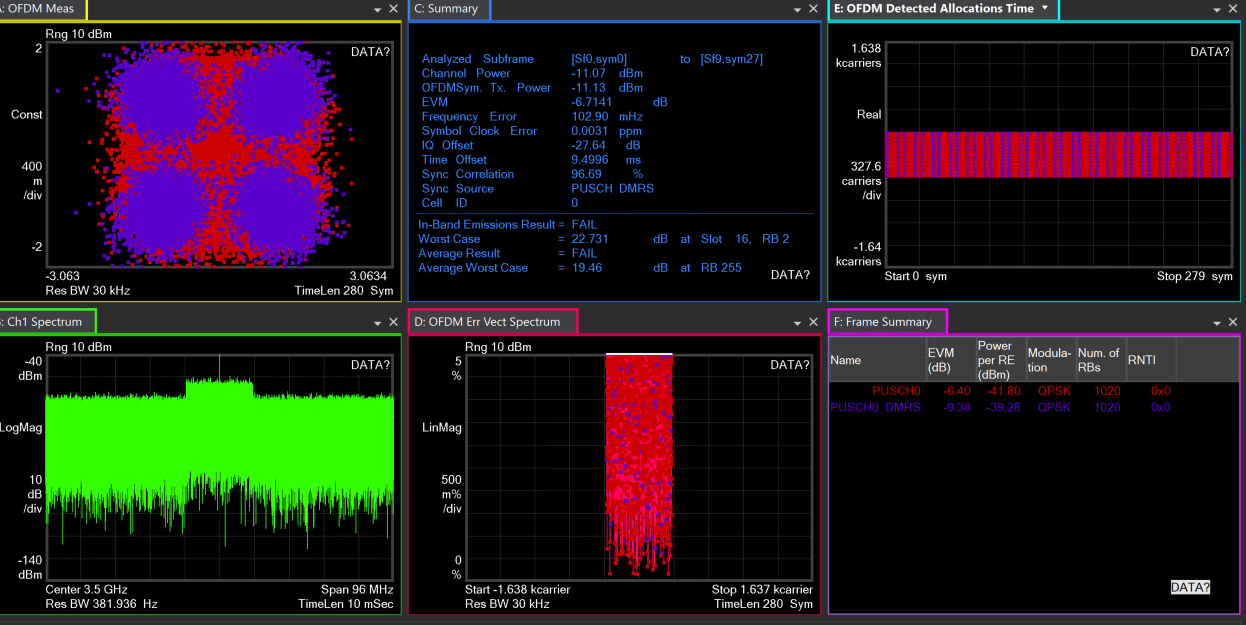 : OFDM Meas
Rng 10 dBm
2
DATA?
Const
400
m
/div
-2
-3.063
3.0634
Res BW 30 kHz
TimeLen 280 Sym
C: Summary
Analyzed Subframe [Sf0,sym0] to [Sf9,sym27]
Channel Power -11.07 dBm
OFDMSym. Tx. Power -11.13 dBm
EVM -6.7141 dB
Frequency Error 102.90 mHz
Symbol Clock Error 0.0031 ppm
IQ Offset -27.64 dB
Time Offset 9.4996 ms
Sync Correlation 96.69 %
Sync Source PUSCH DMRS
Cell ID 0
In-Band Emissions Result = FAIL
Worst Case = 22.731 dB at Slot 16, RB 2
Average Result = FAIL
Average Worst Case = 19.46 dB at RB 255
DATA?
E: OFDM Detected Allocations Time
1.638
kcarriers
DATA?
Real
327.6
carriers
/div
-1.64
kcarriers
Start 0 sym
Stop 279 sym
: Ch1 Spectrum
Rng 10 dBm
-40
dBm
DATA?
LogMag
10
dB
/div
-140
dBm
Center 3.5 GHz
Span 96 MHz
Res BW 381.936 Hz
TimeLen 10 mSec
D: OFDM Err Vect Spectrum
Rng 10 dBm
5
%
DATA?
LinMag
500
m%
/div
0
%
Start -1.638 kcarrier
Stop 1.637 kcarrier
Res BW 30 kHz
TimeLen 280 Sym
F: Frame Summary
Name EVM (dB) Power per RE (dBm) Modula-tion Num. of RBs RNTI
PUSCH0 -6.40 -41.80 QPSK 1020 0x0
PUSCH0_DMRS -9.34 -39.28 QPSK 1020 0x0
DATA?